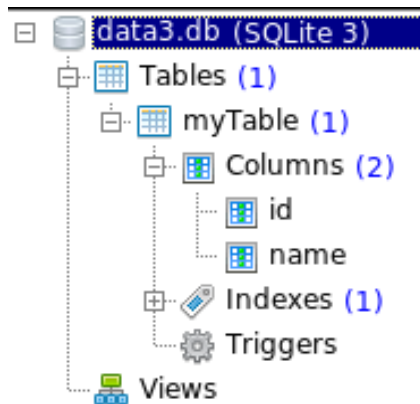 data3.db (SQLite 3)
Tables (1)
myTable (1)
Columns (2)
id
name
Indexes (1)
Triggers
Views